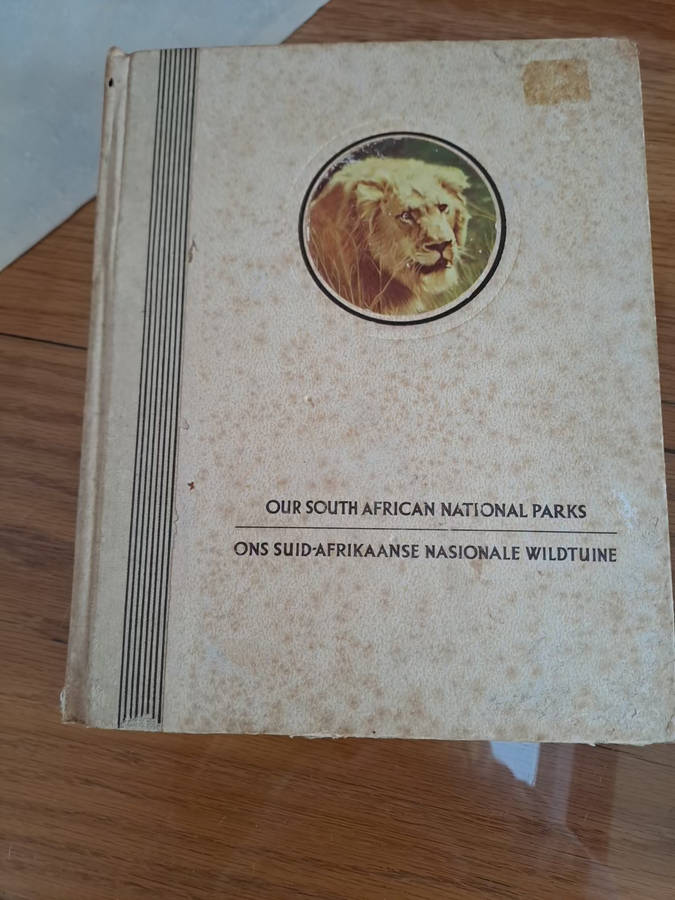 OUR SOUTH AFRICAN NATIONAL PARKS
ONS SUID-AFRIKAANSE NASIONALE WILDTUINE